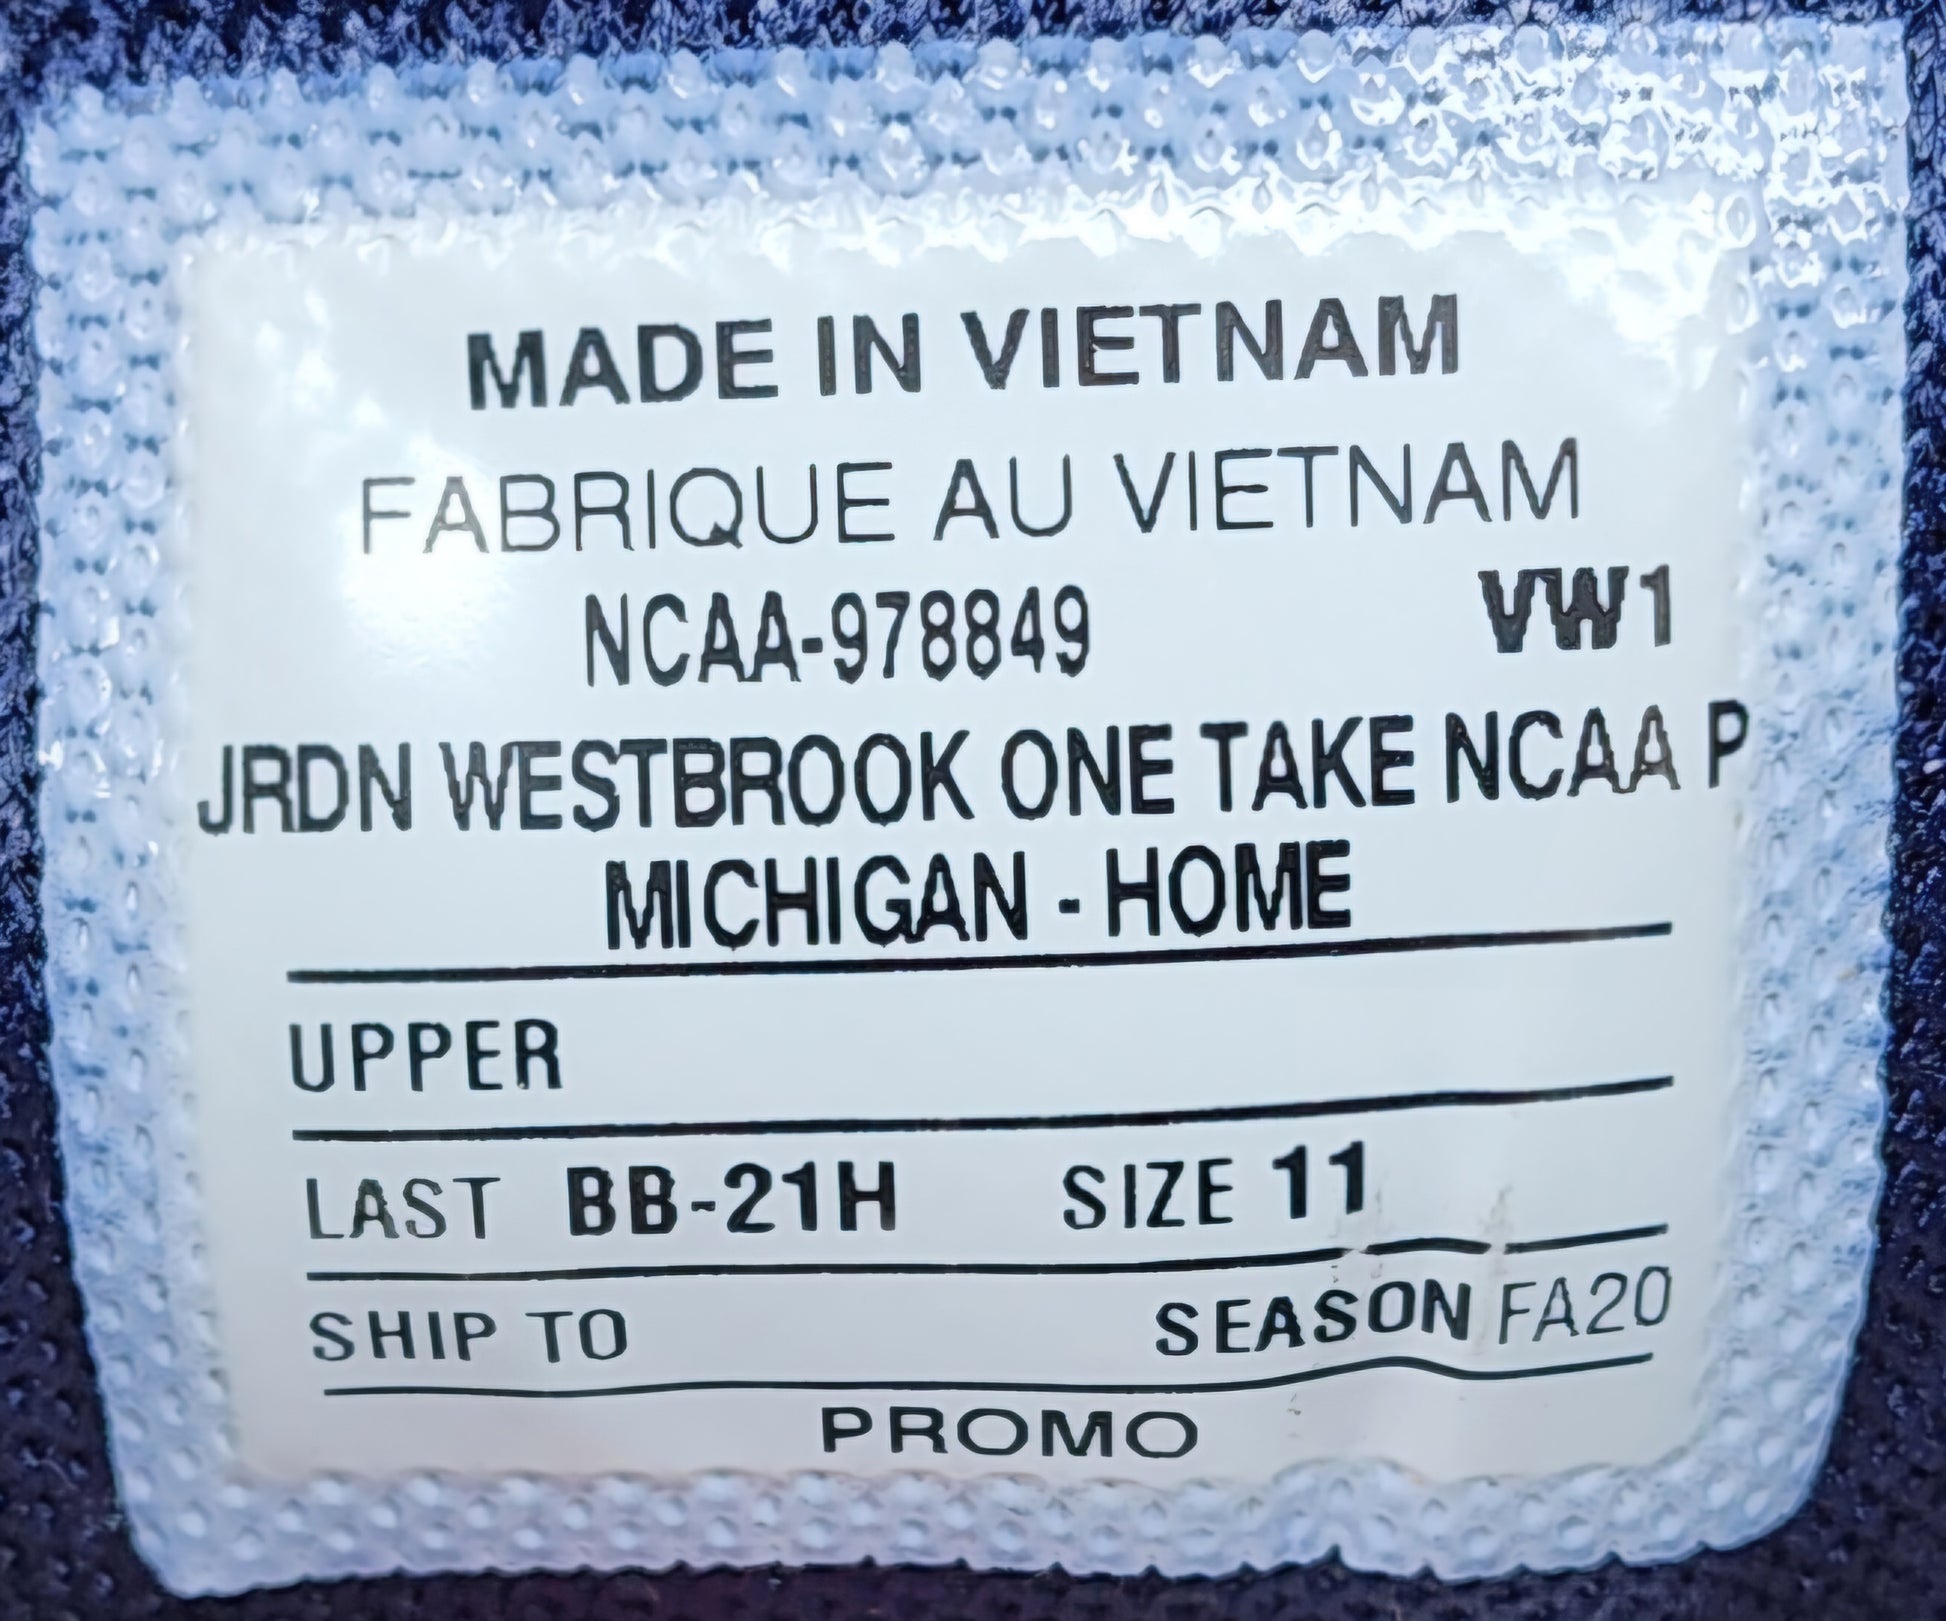 MADE IN VIETNAM
FABRIQUE AU VIETNAM
NCAA-978849 VW1
JRDN WESTBROOK ONE TAKE NCAA P
MICHIGAN - HOME
UPPER
LAST BB-21H SIZE 11
SHIP TO SEASON FA20
PROMO